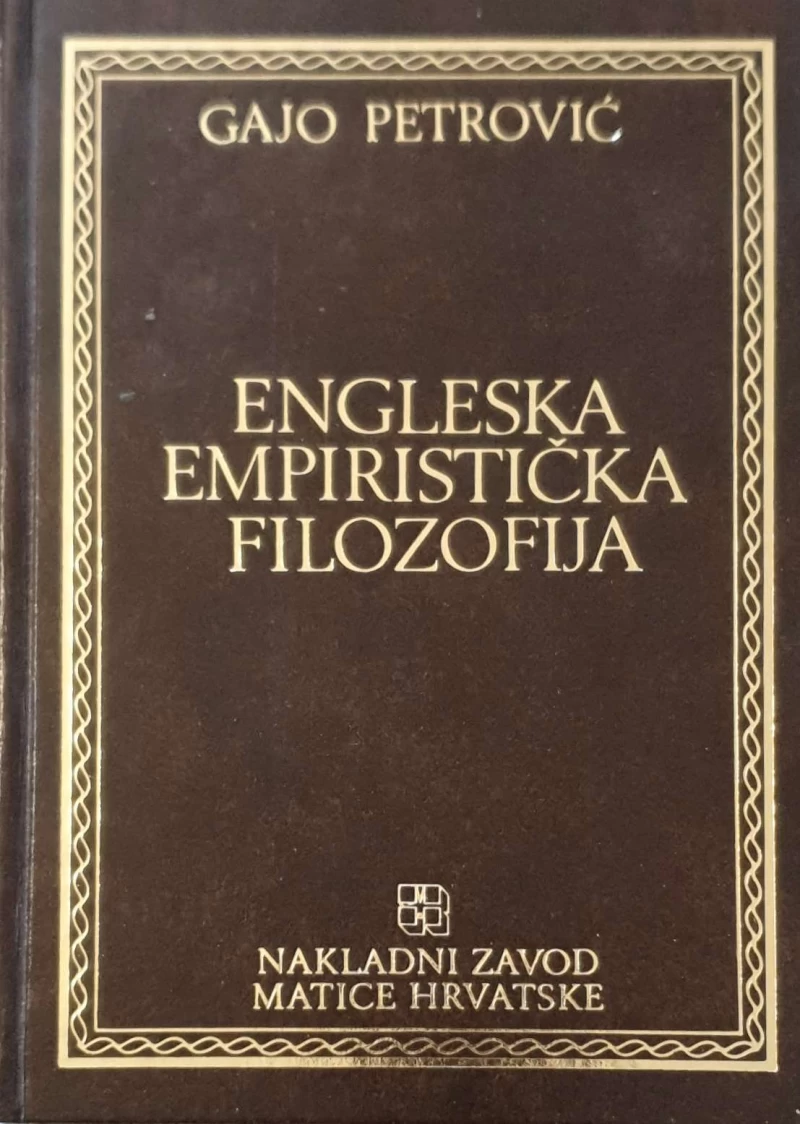 GAJO PETROVIĆ
ENGLESKA
EMPIRISTIČKA
FILOZOFIJA
NAKLADNI ZAVOD
MATICE HRVATSKE